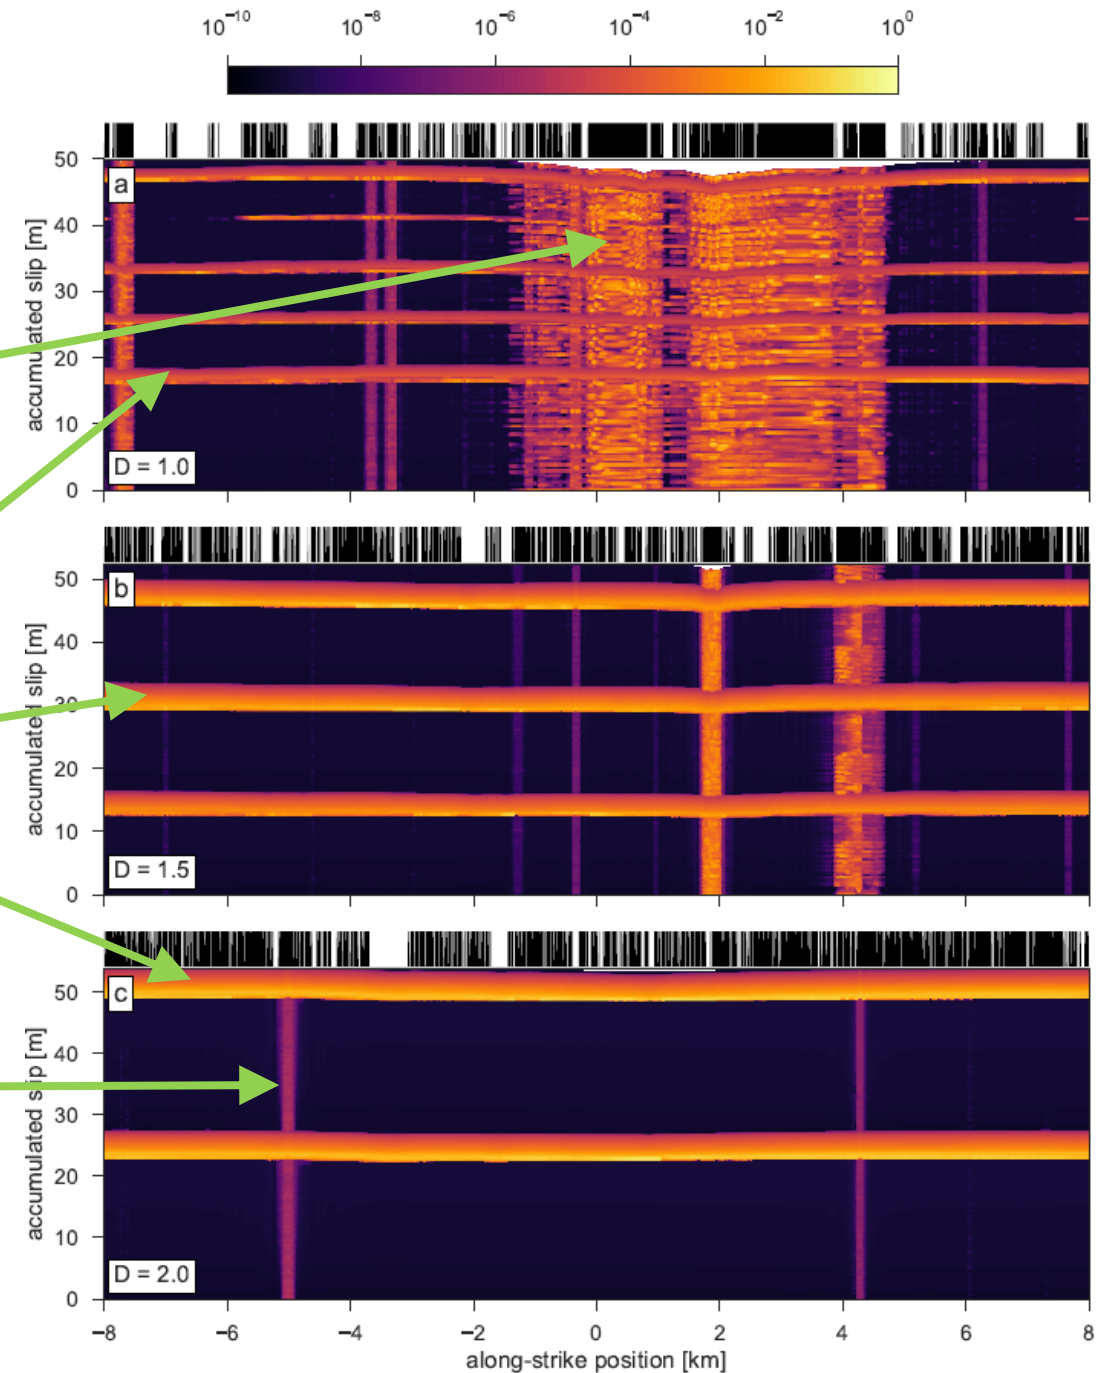 10⁻¹⁰ 10⁻⁸ 10⁻⁶ 10⁻⁴ 10⁻² 10⁰
50
40
30
20
10
0
accumulated slip [m]
a
D = 1.0
50
40
30
20
10
0
accumulated slip [m]
b
D = 1.5
50
40
30
20
10
0
accumulated slip [m]
c
D = 2.0
−8 −6 −4 −2 0 2 4 6 8
along-strike position [km]